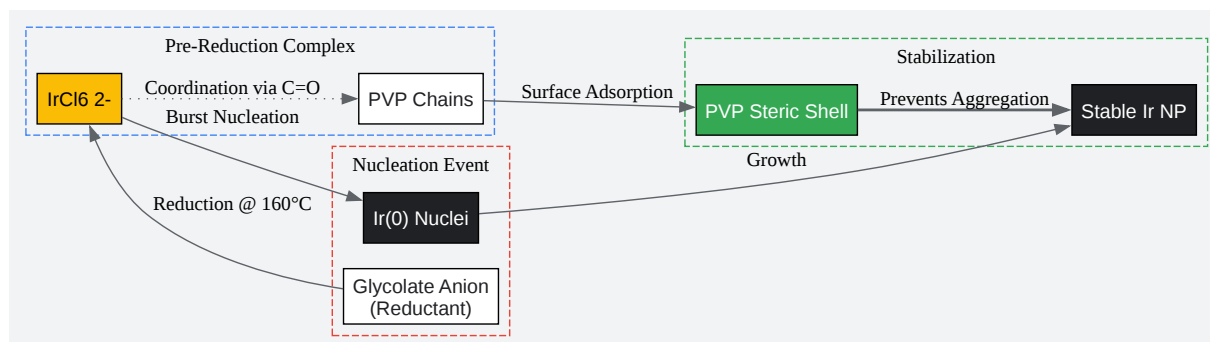 Pre-Reduction Complex
Stabilization
IrCl6 2-
Coordination via C=O
PVP Chains
Surface Adsorption
PVP Steric Shell
Prevents Aggregation
Stable Ir NP
Burst Nucleation
Nucleation Event
Growth
Reduction @ 160°C
Ir(0) Nuclei
Glycolate Anion
(Reductant)